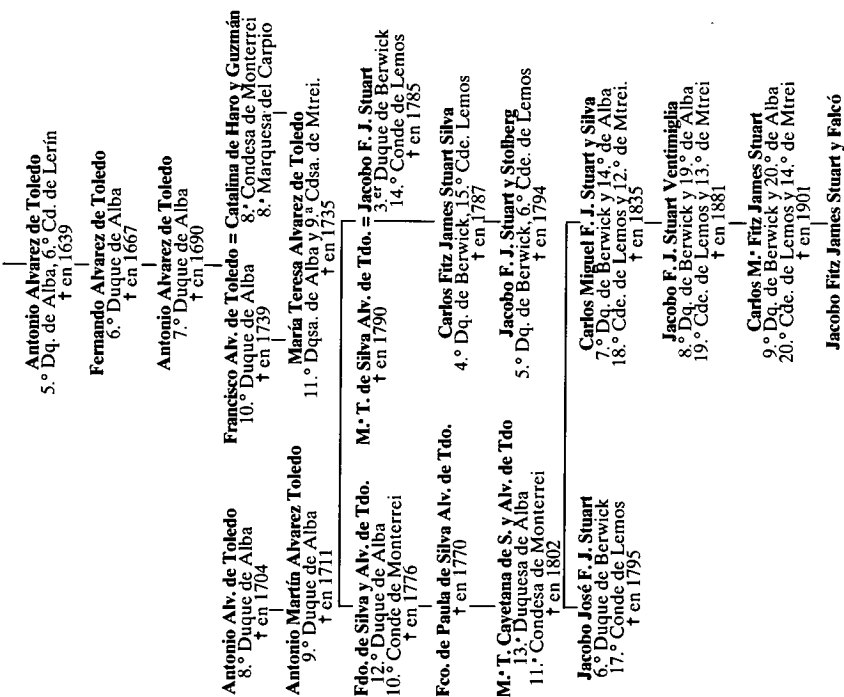 Antonio Alvarez de Toledo
5.º Dq. de Alba, 6.º Cd. de Lerín
† en 1639
Fernando Alvarez de Toledo
6.º Duque de Alba
† en 1667
Antonio Alvarez de Toledo
7.º Duque de Alba
† en 1690
Antonio Alv. de Toledo
8.º Duque de Alba
† en 1704
Francisco Alv. de Toledo = Catalina de Haro y Guzmán
10.º Duque de Alba
† en 1739
8.ª Condesa de Monterrei
8.ª Marquesa del Carpio
Antonio Martín Alvarez Toledo
9.º Duque de Alba
† en 1711
María Teresa Alvarez de Toledo
11.º Dqsa. de Alba y 9.ª Cdsa. de Mtrei.
† en 1735
Fdo. de Silva y Alv. de Tdo.
12.º Duque de Alba
10.º Conde de Monterrei
† en 1776
M.ª T. de Silva Alv. de Tdo. = Jacobo F. J. Stuart
† en 1790
3.er Duque de Berwick
14.º Conde de Lemos
† en 1785
Fco. de Paula de Silva Alv. de Tdo.
† en 1770
Carlos Fitz James Stuart Silva
4.º Dq. de Berwick, 15.º Cde. Lemos
† en 1787
M.ª T. Cayetana de S. y Alv. de Tdo
13.ª Duquesa de Alba
11.ª Condesa de Monterrei
† en 1802
Jacobo F. J. Stuart y Stolberg
5.º Dq. de Berwick, 6.º Cde. de Lemos
† en 1794
Jacobo José F. J. Stuart
6.º Duque de Berwick
17.º Conde de Lemos
† en 1795
Carlos Miguel F. J. Stuart y Silva
7.º Dq. de Berwick y 14.º de Alba
18.º Cde. de Lemos y 12.º de Mtrei.
† en 1835
Jacobo F. J. Stuart Ventimiglia
8.º Dq. de Berwick y 19.º de Alba
19.º Cde. de Lemos y 13.º de Mtrei
† en 1881
Carlos M.ª Fitz James Stuart
9.º Dq. de Berwick y 20.º de Alba
20.º Cde. de Lemos y 14.º de Mtrei
† en 1901
Jacobo Fitz James Stuart y Falcó